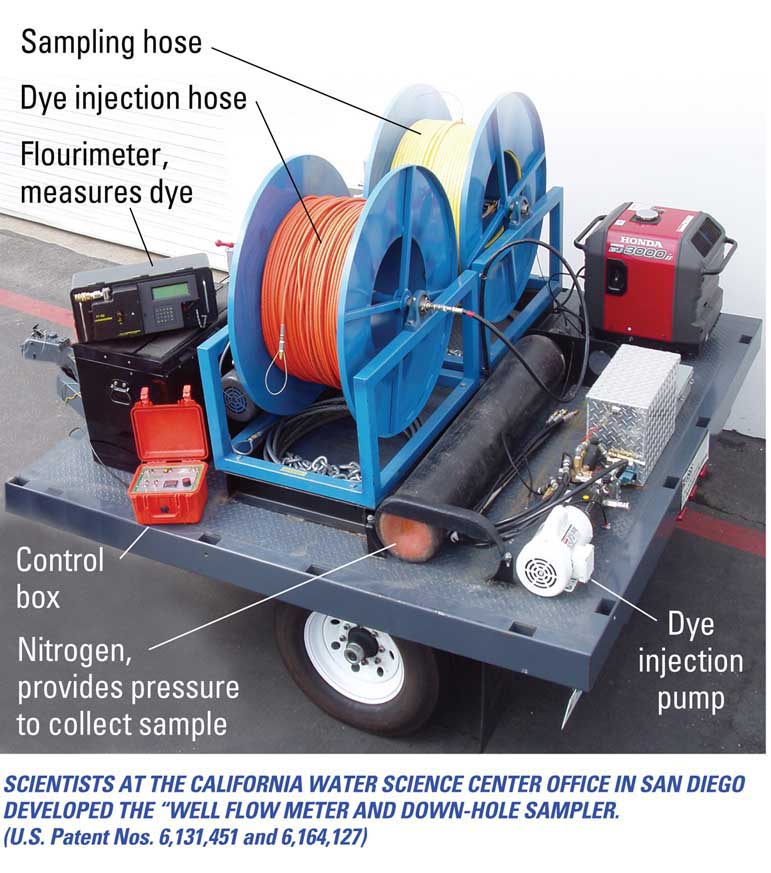 Sampling hose
Dye injection hose
Flourimeter,
measures dye
HONDA
3000
Control
box
Nitrogen,
provides pressure
to collect sample
Dye
injection
pump
SCIENTISTS AT THE CALIFORNIA WATER SCIENCE CENTER OFFICE IN SAN DIEGO
DEVELOPED THE “WELL FLOW METER AND DOWN-HOLE SAMPLER.
(U.S. Patent Nos. 6,131,451 and 6,164,127)